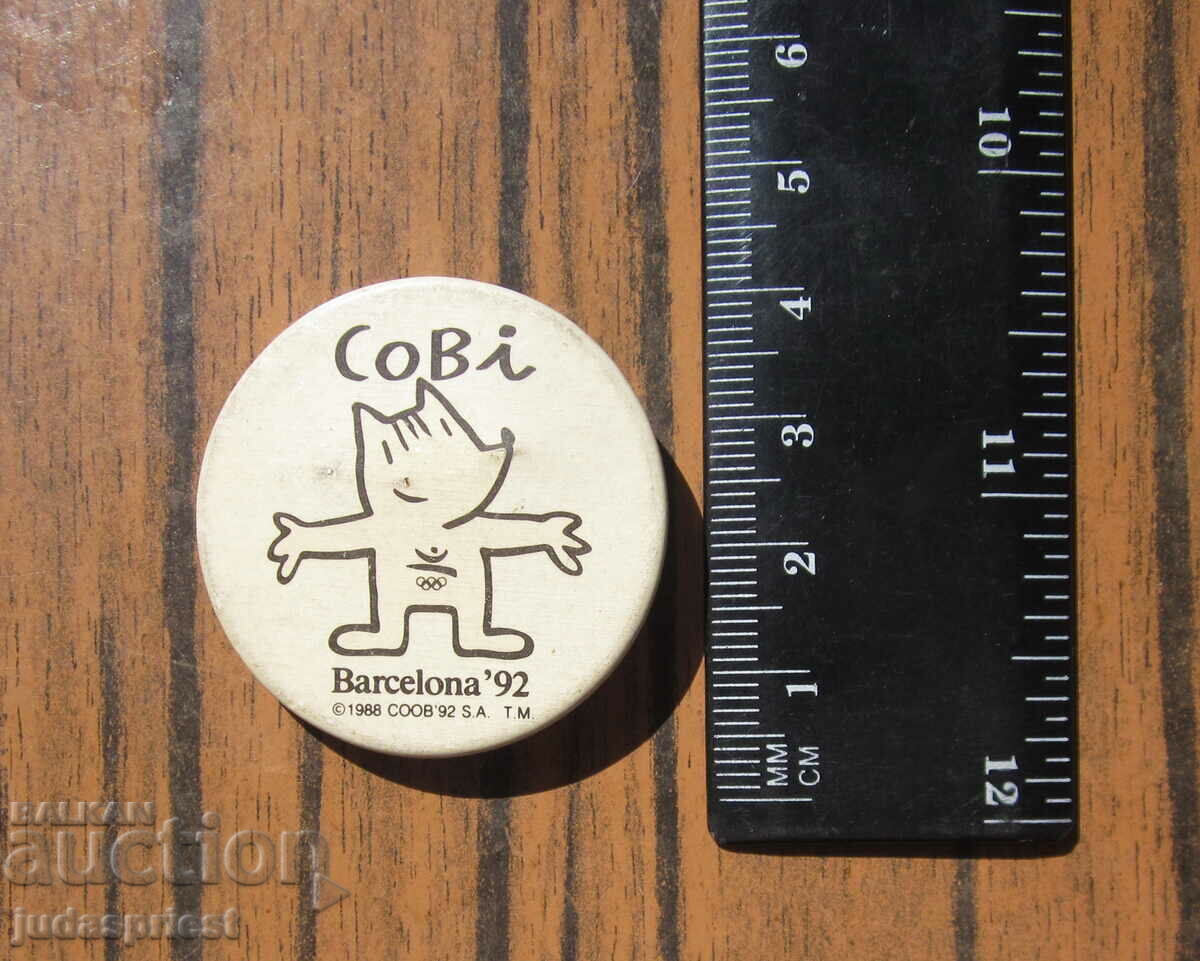 CoBi
Barcelona '92
©1988 COOB'92 S.A. T.M.
6
5
4
3
2
1
MM
CM
10
11
12
BALKAN
auction
judaspriest